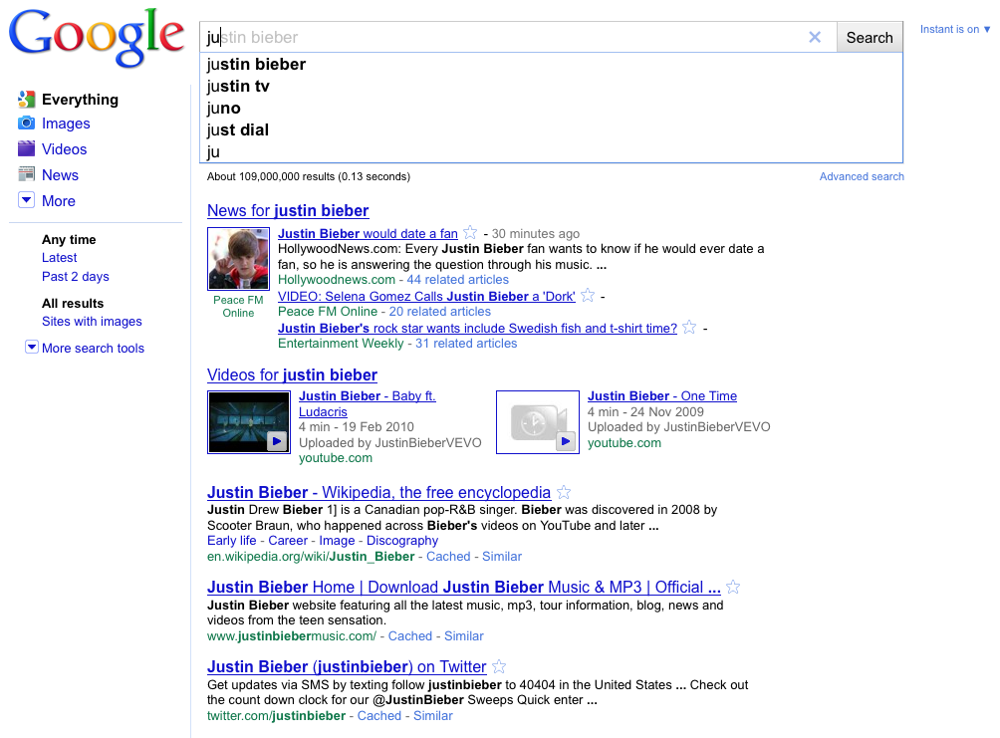 Google
justin bieber
Search
Instant is on ▼
justin bieber
justin tv
juno
just dial
ju
About 109,000,000 results (0.13 seconds)
Advanced search
Everything
Images
Videos
News
More
Any time
Latest
Past 2 days
All results
Sites with images
More search tools
News for justin bieber
Peace FM
Online
Justin Bieber would date a fan - 30 minutes ago
HollywoodNews.com: Every Justin Bieber fan wants to know if he would ever date a
fan, so he is answering the question through his music. ...
Hollywoodnews.com - 44 related articles
VIDEO: Selena Gomez Calls Justin Bieber a 'Dork' -
Peace FM Online - 20 related articles
Justin Bieber's rock star wants include Swedish fish and t-shirt time? -
Entertainment Weekly - 31 related articles
Videos for justin bieber
Justin Bieber - Baby ft.
Ludacris
4 min - 19 Feb 2010
Uploaded by JustinBieberVEVO
youtube.com
Justin Bieber - One Time
4 min - 24 Nov 2009
Uploaded by JustinBieberVEVO
youtube.com
Justin Bieber - Wikipedia, the free encyclopedia
Justin Drew Bieber 1] is a Canadian pop-R&B singer. Bieber was discovered in 2008 by
Scooter Braun, who happened across Bieber's videos on YouTube and later ...
Early life - Career - Image - Discography
en.wikipedia.org/wiki/Justin_Bieber - Cached - Similar
Justin Bieber Home | Download Justin Bieber Music & MP3 | Official ...
Justin Bieber website featuring all the latest music, mp3, tour information, blog, news and
videos from the teen sensation.
www.justinbiebermusic.com/ - Cached - Similar
Justin Bieber (justinbieber) on Twitter
Get updates via SMS by texting follow justinbieber to 40404 in the United States ... Check out
the count down clock for our @JustinBieber Sweeps Quick enter ...
twitter.com/justinbieber - Cached - Similar